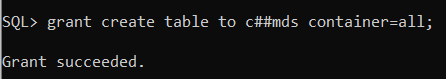 SQL> grant create table to c##mds container=all;
Grant succeeded.